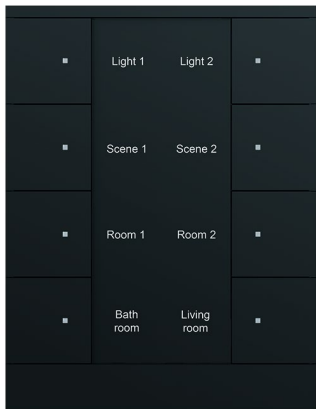 Light 1 Light 2
Scene 1 Scene 2
Room 1 Room 2
Bath Living
room room